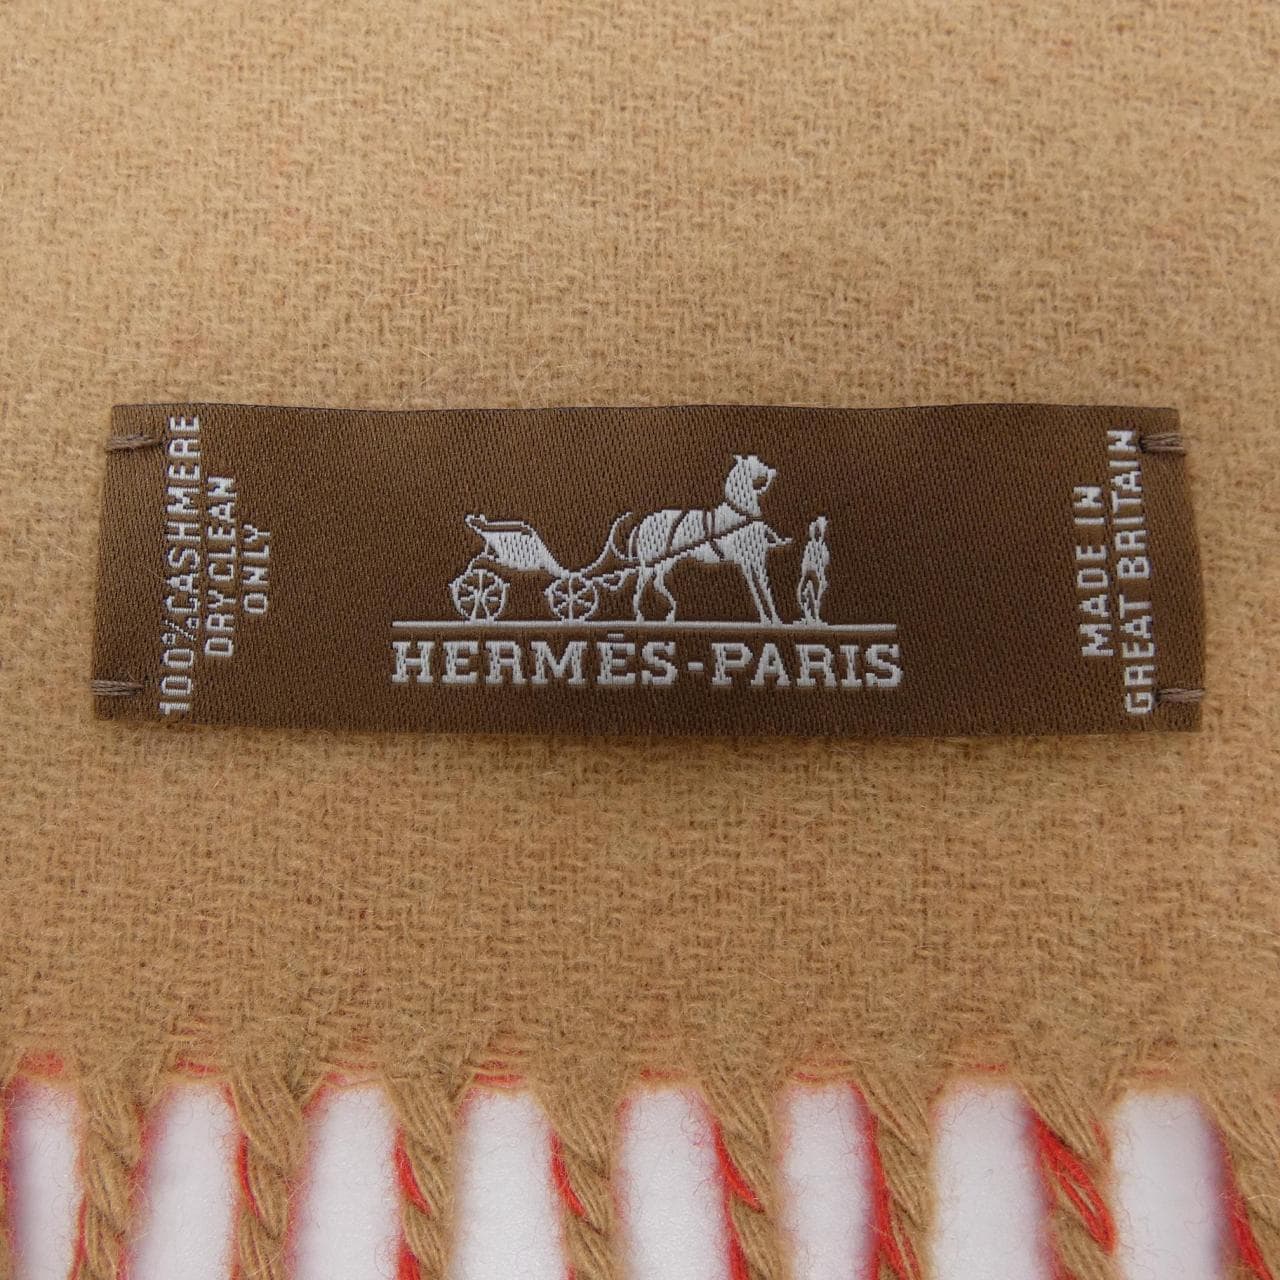 100% CASHMERE
DRY CLEAN
ONLY
HERMÈS-PARIS
MADE IN
GREAT BRITAIN